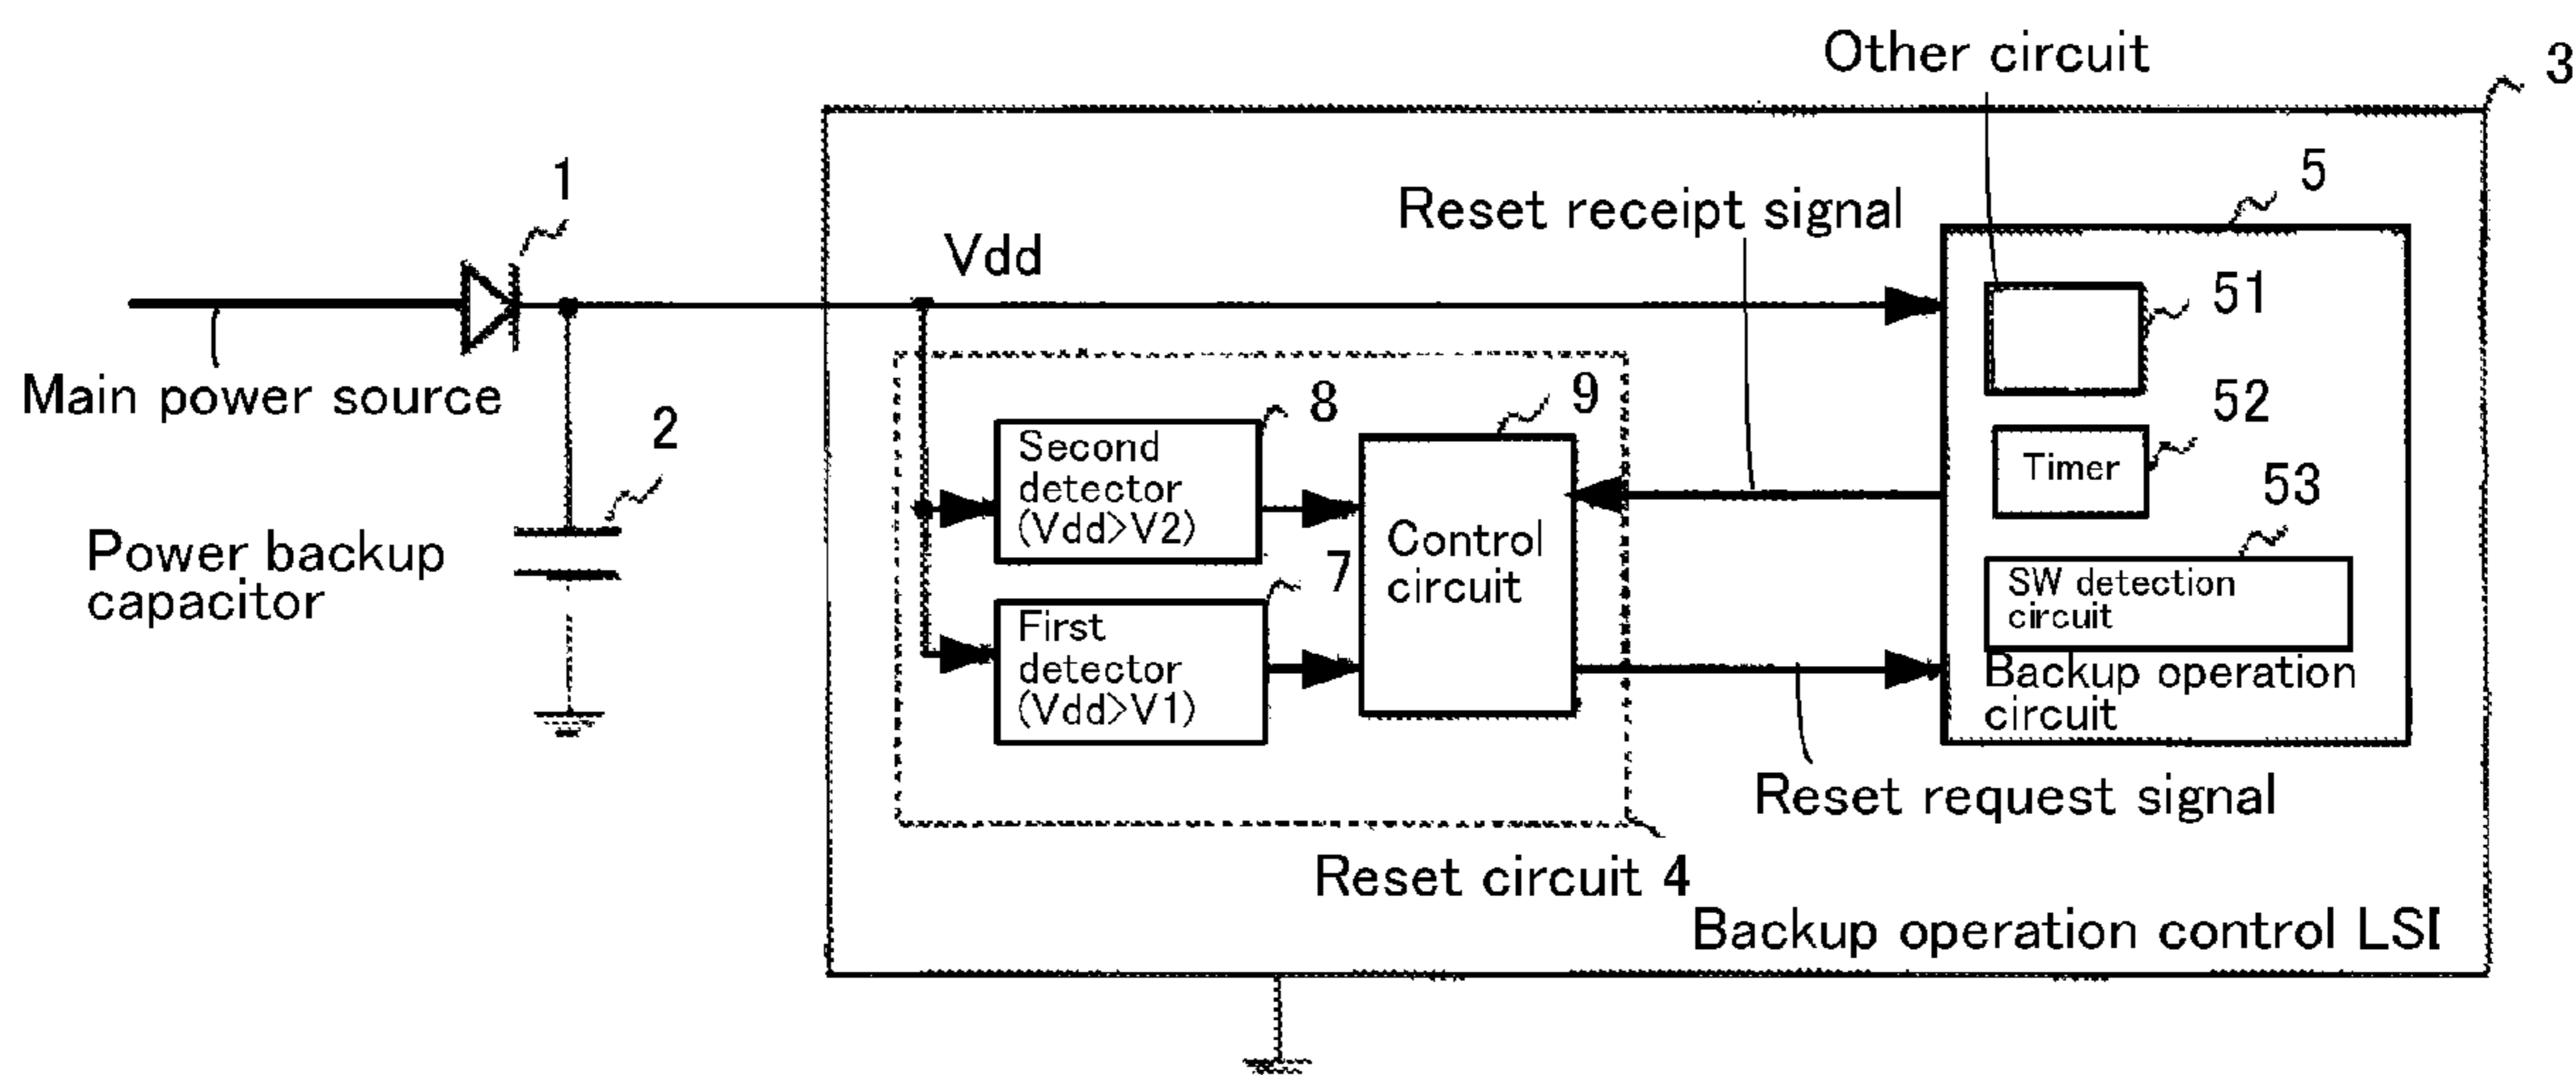 Other circuit
3
1
5
Reset receipt signal
Vdd
51
Main power source
8
9
52
2
Second
detector
(Vdd>V2)
Timer
53
Control
circuit
Power backup
capacitor
7
SW detection
circuit
First
detector
(Vdd>V1)
Backup operation
circuit
Reset request signal
Reset circuit 4
Backup operation control LSI